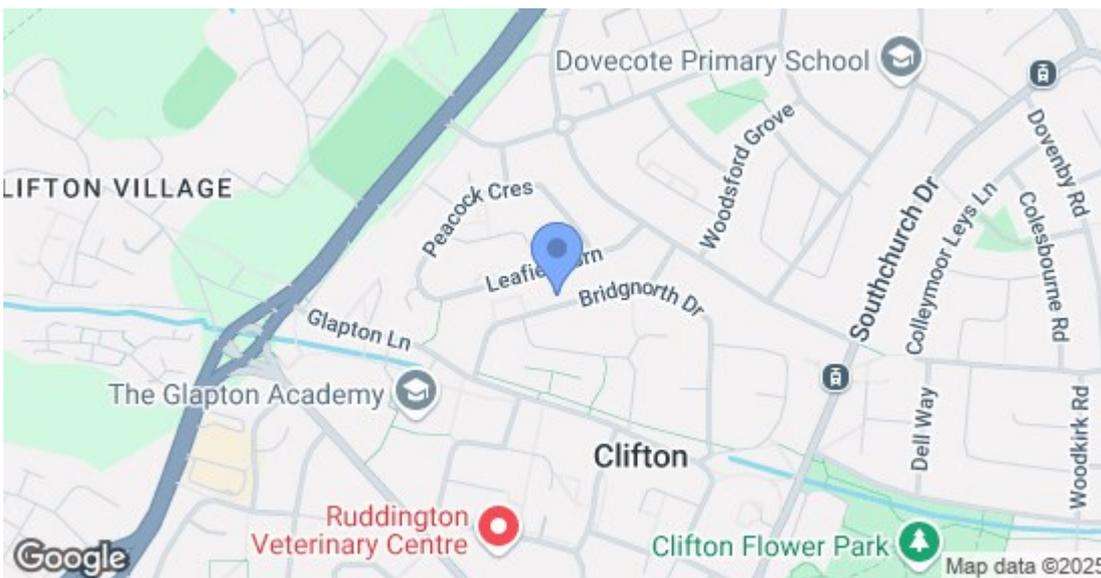 Dovecote Primary School
LIFTON VILLAGE
Peacock Cres
Woodsford Grove
Dovenby Rd
Southchurch Dr
Colleymoor Leys Ln
Colesbourne Rd
Leafie rn
Bridgnorth Dr
Glapton Ln
The Glapton Academy
Clifton
Dell Way
Woodkirk Rd
Ruddington
Veterinary Centre
Clifton Flower Park
Google
Map data ©2025